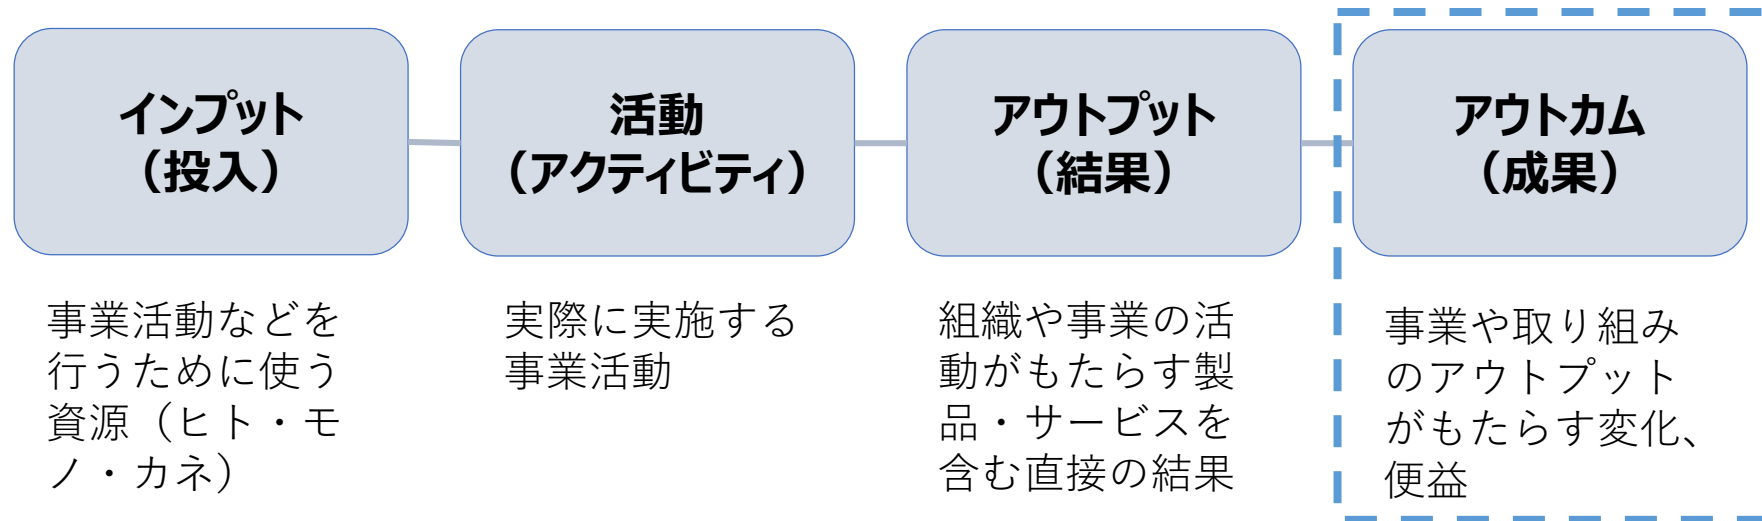 インプット
（投入）
活動
（アクティビティ）
アウトプット
（結果）
アウトカム
（成果）
事業活動などを
行うために使う
資源（ヒト・モ
ノ・カネ）
実際に実施する
事業活動
組織や事業の活
動がもたらす製
品・サービスを
含む直接の結果
事業や取り組み
のアウトプット
がもたらす変化、
便益